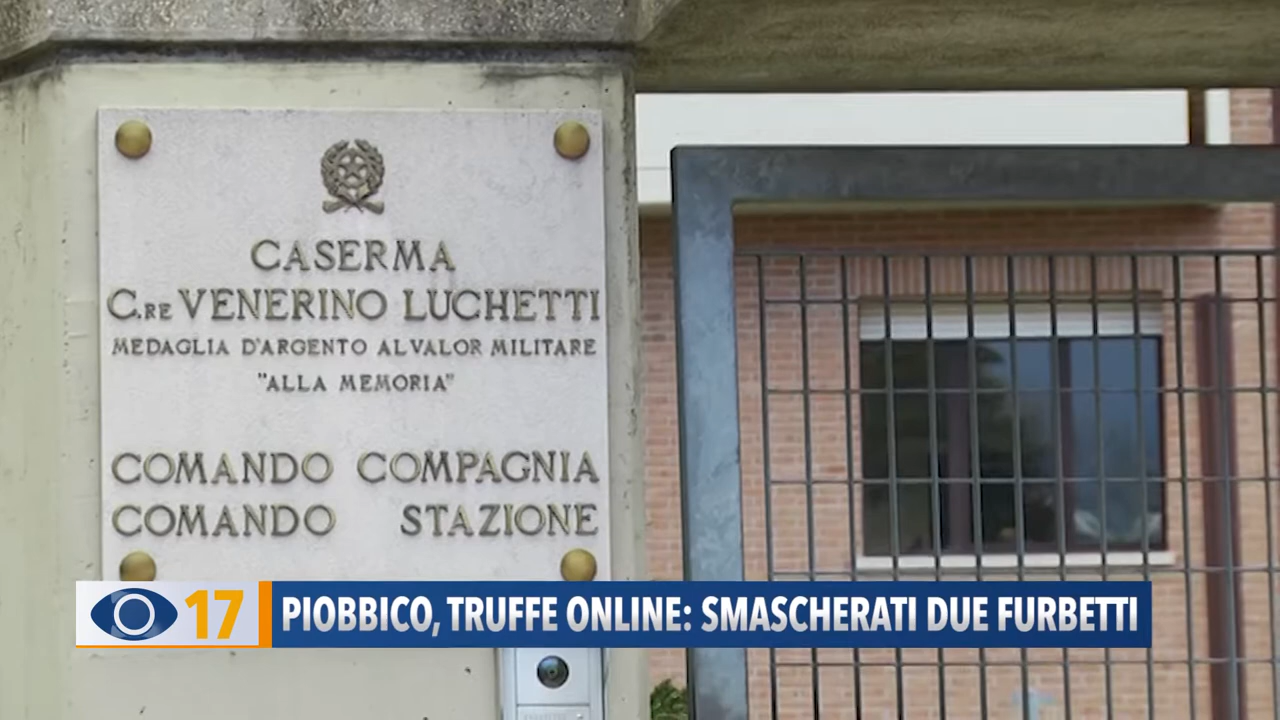 CASERMA
C.RE VENERINO LUCHETTI
MEDAGLIA D'ARGENTO AL VALOR MILITARE
"ALLA MEMORIA"
COMANDO COMPAGNIA
COMANDO STAZIONE
17 PIOBBICO, TRUFFE ONLINE: SMASCHERATI DUE FURBETTI